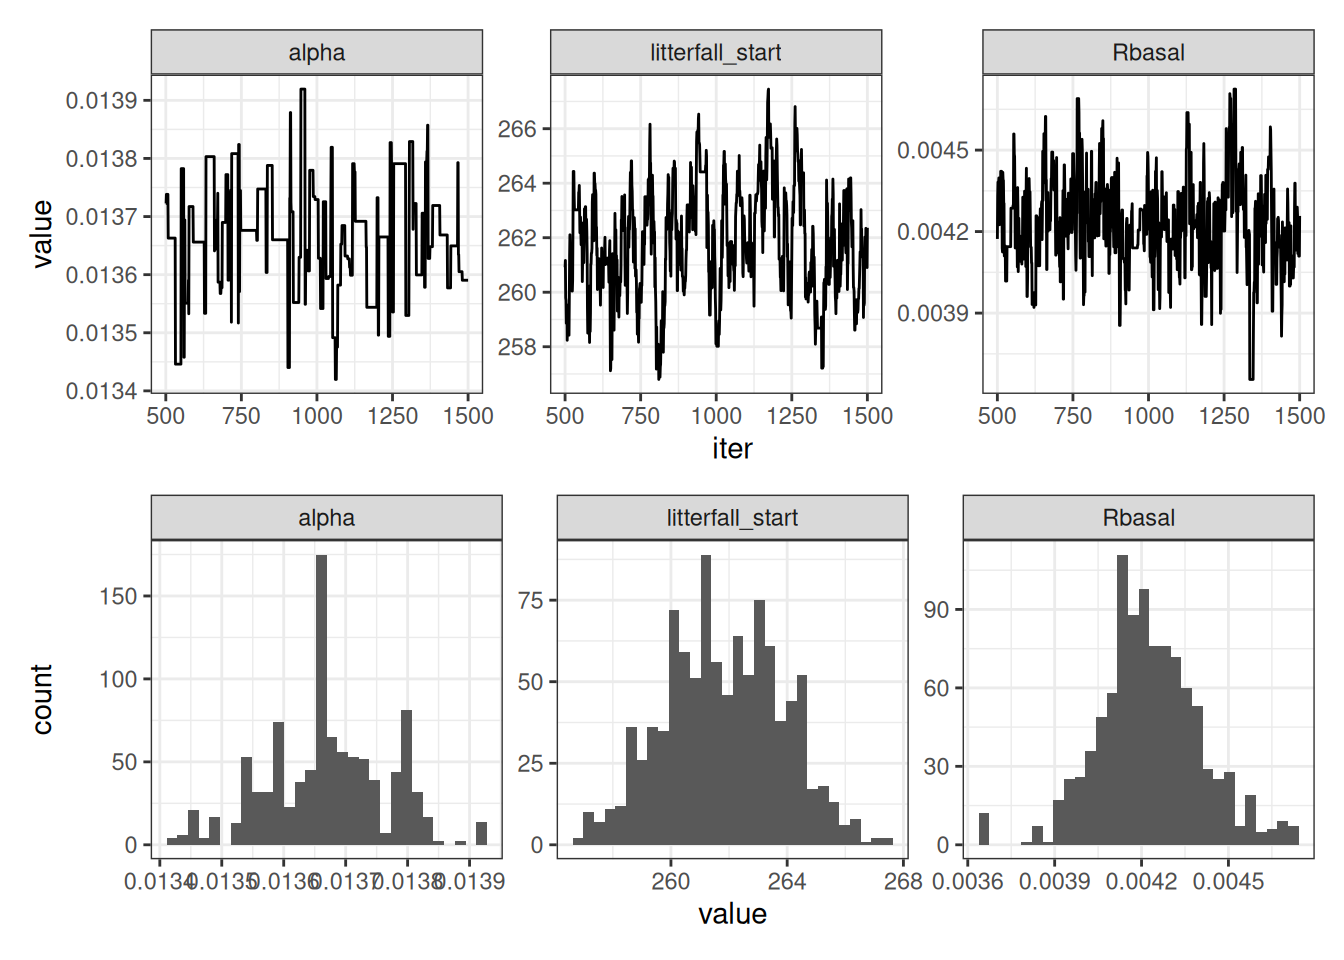 alpha
litterfall_start
Rbasal
value
0.0139
0.0138
0.0137
0.0136
0.0135
0.0134
266
264
262
260
258
0.0045
0.0042
0.0039
500 750 1000 1250 1500
500 750 1000 1250 1500
500 750 1000 1250 1500
iter
alpha
litterfall_start
Rbasal
count
150
100
50
0
75
50
25
0
90
60
30
0
0.0134 0.0135 0.0136 0.0137 0.0138 0.0139
260 264 268
0.0036 0.0039 0.0042 0.0045
value